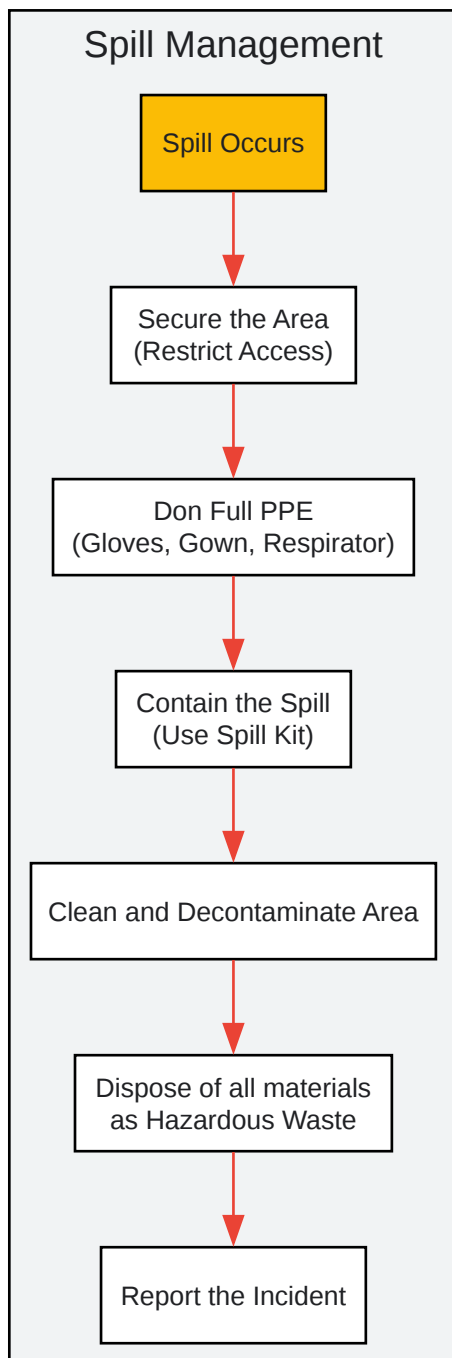 Spill Management
Spill Occurs
Secure the Area
(Restrict Access)
Don Full PPE
(Gloves, Gown, Respirator)
Contain the Spill
(Use Spill Kit)
Clean and Decontaminate Area
Dispose of all materials
as Hazardous Waste
Report the Incident